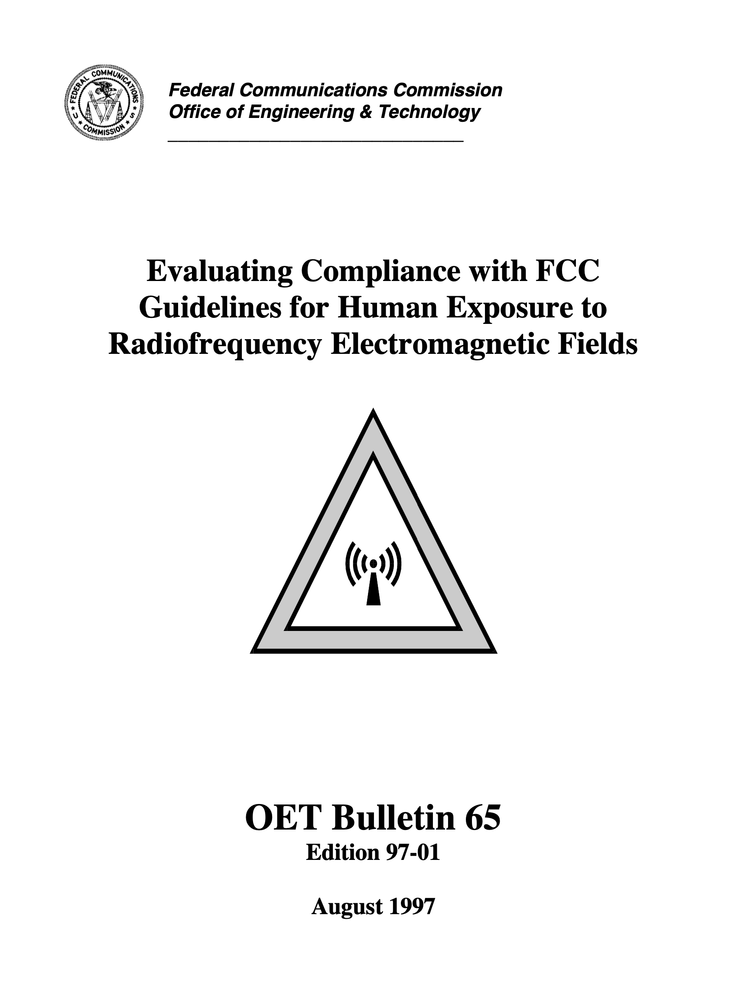 FEDERAL COMMUNICATIONS
COMMISSION
U ★ ★ ★ ★ S
Federal Communications Commission
Office of Engineering & Technology
Evaluating Compliance with FCC
Guidelines for Human Exposure to
Radiofrequency Electromagnetic Fields
OET Bulletin 65
Edition 97-01
August 1997